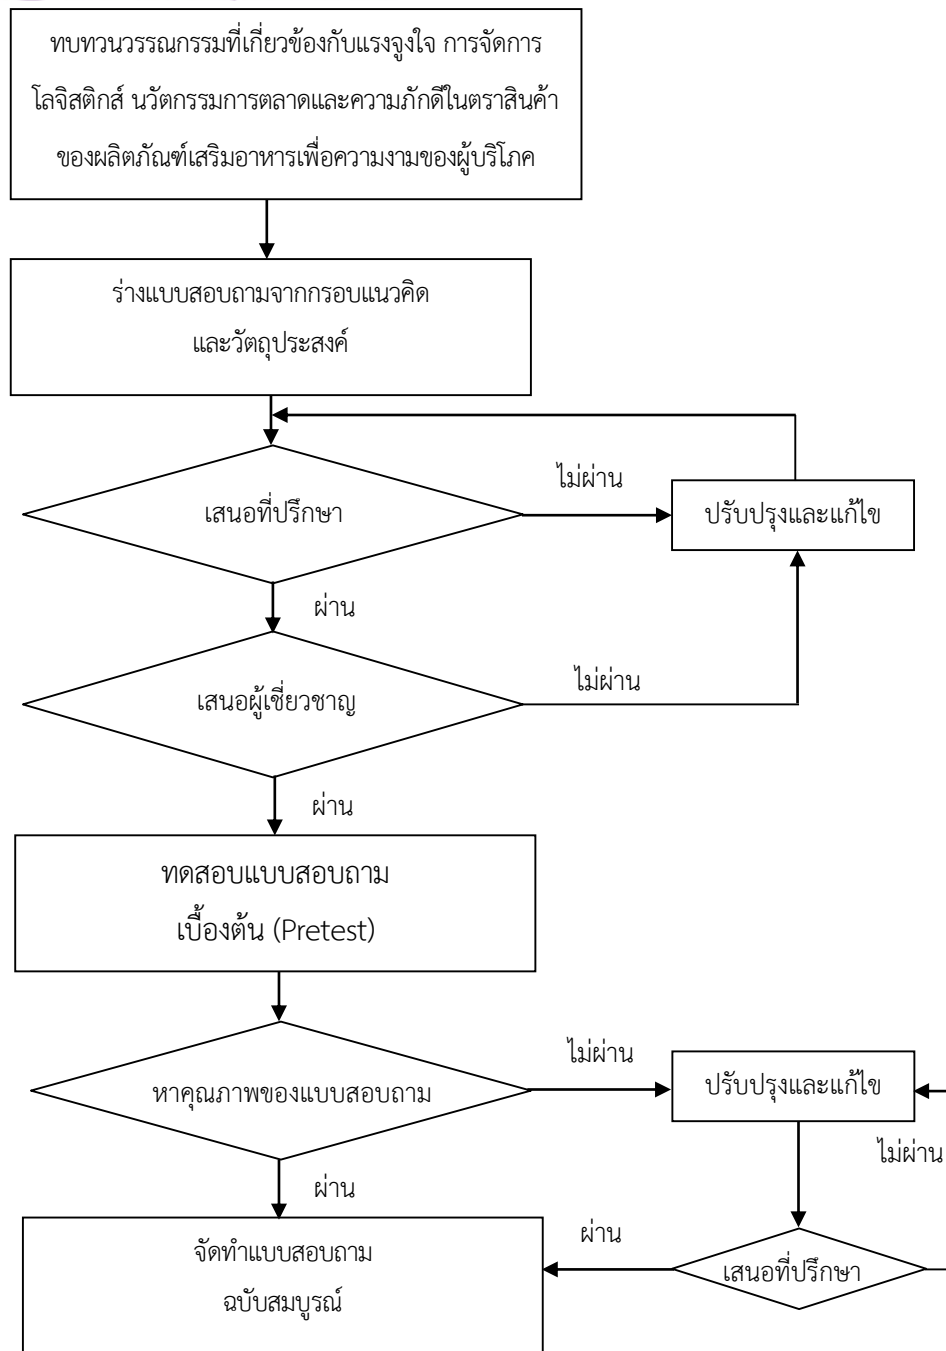 ทบทวนวรรณกรรมที่เกี่ยวข้องกับแรงจูงใจ การจัดการ
โลจิสติกส์ นวัตกรรมการตลาดและความภักดีในตราสินค้า
ของผลิตภัณฑ์เสริมอาหารเพื่อความงามของผู้บริโภค
ร่างแบบสอบถามจากกรอบแนวคิด
และวัตถุประสงค์
ไม่ผ่าน
เสนอที่ปรึกษา
ปรับปรุงและแก้ไข
ผ่าน
เสนอผู้เชี่ยวชาญ
ไม่ผ่าน
ผ่าน
ทดสอบแบบสอบถาม
เบื้องต้น (Pretest)
ไม่ผ่าน
หาคุณภาพของแบบสอบถาม
ปรับปรุงและแก้ไข
ไม่ผ่าน
ผ่าน
จัดทำแบบสอบถาม
ฉบับสมบูรณ์
ผ่าน
เสนอที่ปรึกษา